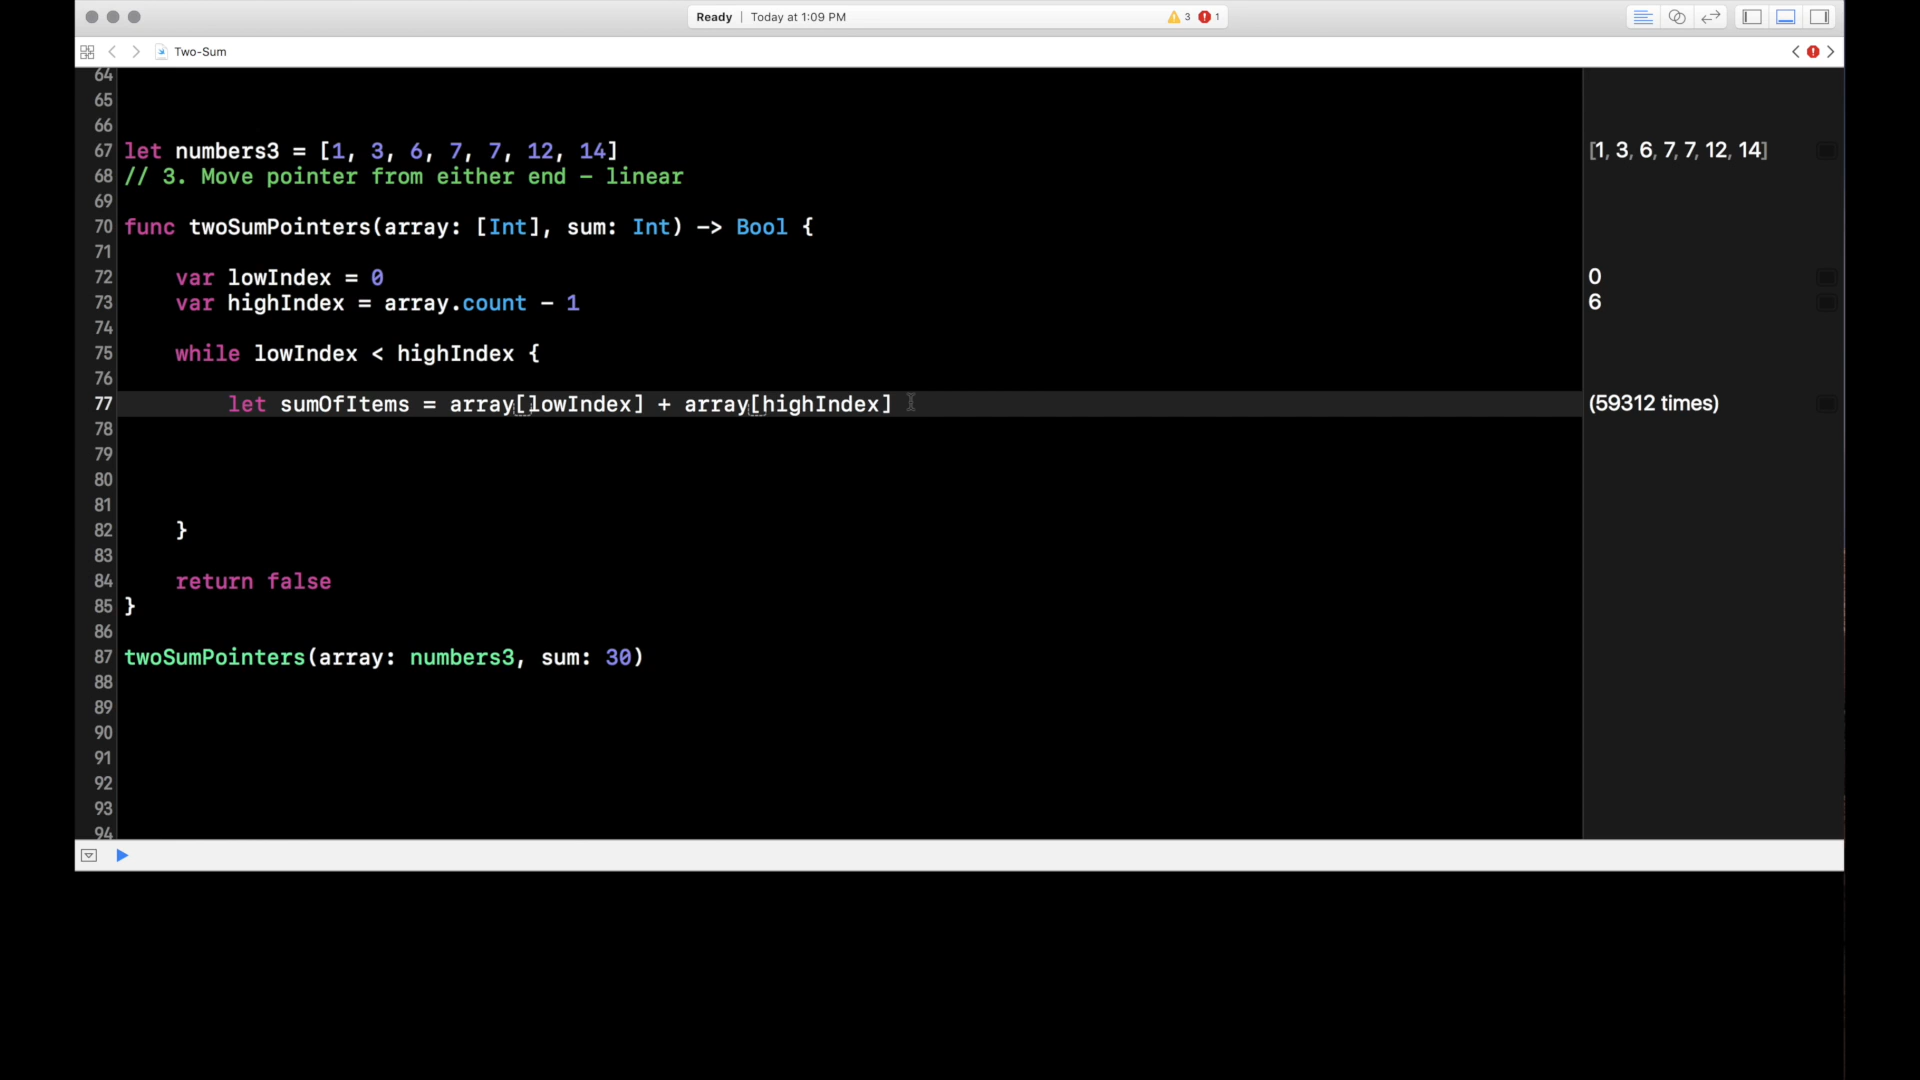 Ready | Today at 1:09 PM 3 1
Two-Sum
64
65
66
67 let numbers3 = [1, 3, 6, 7, 7, 12, 14] [1, 3, 6, 7, 7, 12, 14]
68 // 3. Move pointer from either end - linear
69
70 func twoSumPointers(array: [Int], sum: Int) -> Bool {
71
72     var lowIndex = 0 0
73     var highIndex = array.count - 1 6
74
75     while lowIndex < highIndex {
76
77         let sumOfItems = array[lowIndex] + array[highIndex] (59312 times)
78
79
80
81
82     }
83
84     return false
85 }
86
87 twoSumPointers(array: numbers3, sum: 30)
88
89
90
91
92
93
94